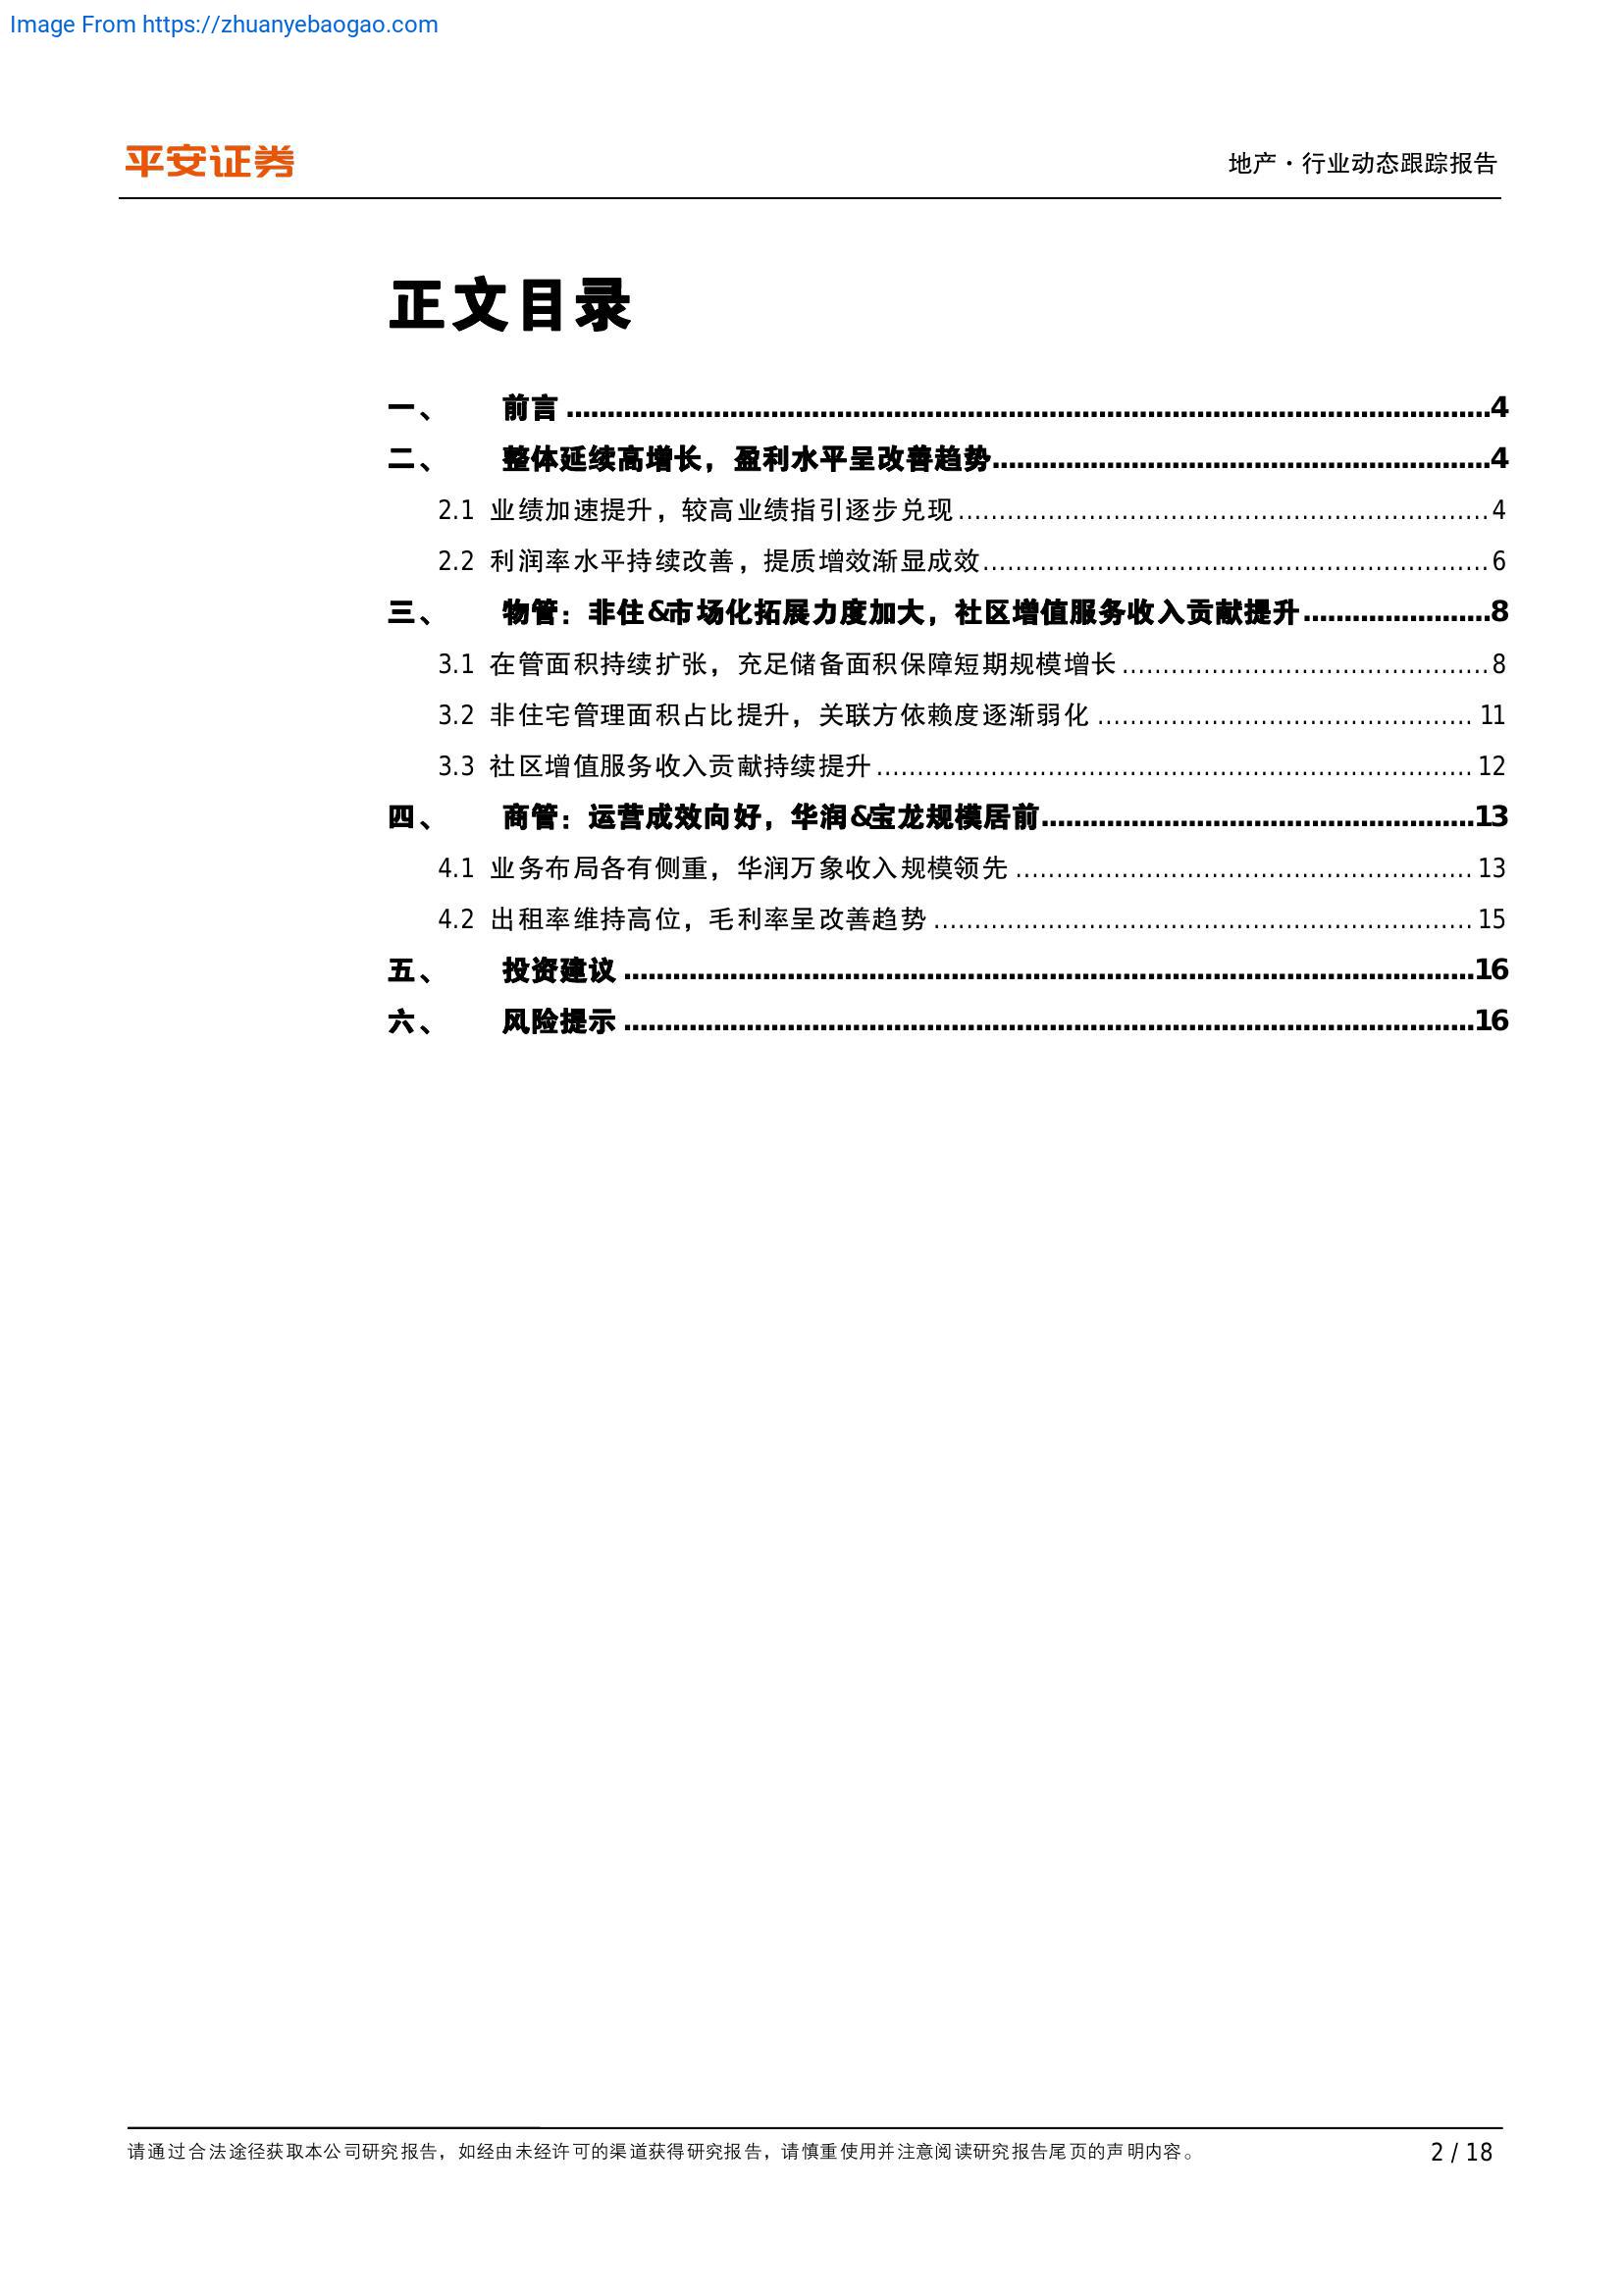 Image From https://zhuanyebaogao.com
平安证券
地产·行业动态跟踪报告
正文目录
一、 前言 ........................................ 4
二、 整体延续高增长，盈利水平呈改善趋势 ........................................ 4
2.1 业绩加速提升，较高业绩指引逐步兑现 ........................................ 4
2.2 利润率水平持续改善，提质增效渐显成效 ........................................ 6
三、 物管：非住&市场化拓展力度加大，社区增值服务收入贡献提升 ........................................ 8
3.1 在管面积持续扩张，充足储备面积保障短期规模增长 ........................................ 8
3.2 非住宅管理面积占比提升，关联方依赖度逐渐弱化 ........................................ 11
3.3 社区增值服务收入贡献持续提升 ........................................ 12
四、 商管：运营成效向好，华润&宝龙规模居前 ........................................ 13
4.1 业务布局各有侧重，华润万象收入规模领先 ........................................ 13
4.2 出租率维持高位，毛利率呈改善趋势 ........................................ 15
五、 投资建议 ........................................ 16
六、 风险提示 ........................................ 16
请通过合法途径获取本公司研究报告，如经由未经许可的渠道获得研究报告，请慎重使用并注意阅读研究报告尾页的声明内容。
2 / 18